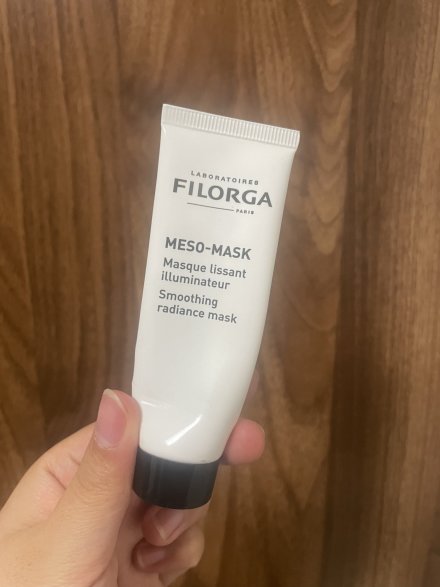 LABORATOIRES
FILORGA
PARIS
MESO-MASK
Masque lissant
illuminateur
Smoothing
radiance mask